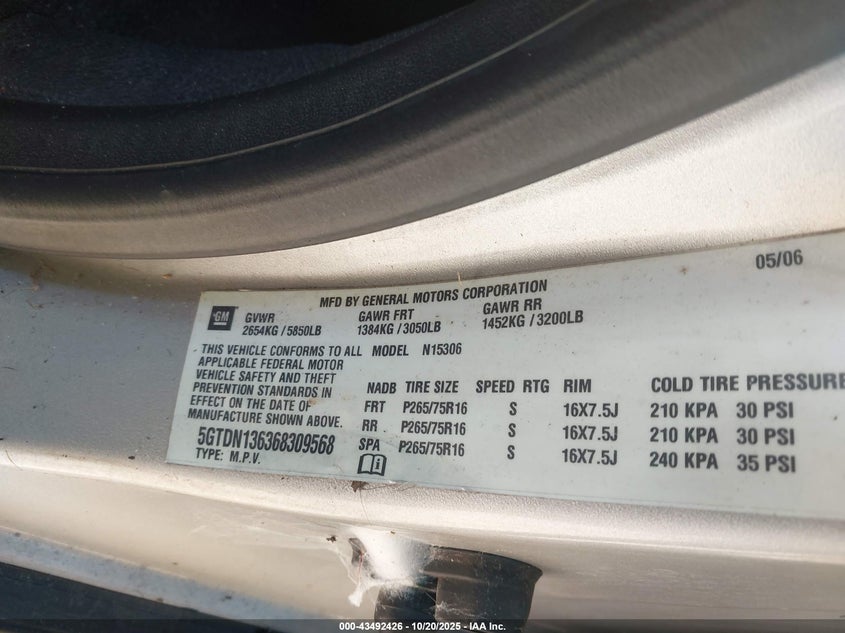 05/06
MFD BY GENERAL MOTORS CORPORATION
GM GVWR GAWR FRT GAWR RR
2654KG / 5850LB 1384KG / 3050LB 1452KG / 3200LB
THIS VEHICLE CONFORMS TO ALL MODEL N15306
APPLICABLE FEDERAL MOTOR
VEHICLE SAFETY AND THEFT
PREVENTION STANDARDS IN
EFFECT ON THE DATE OF
MANUFACTURE SHOWN ABOVE.
5GTDN136368309568
TYPE: M.P.V.
NADB TIRE SIZE SPEED RTG RIM COLD TIRE PRESSURE
FRT P265/75R16 S 16X7.5J 210 KPA 30 PSI
RR P265/75R16 S 16X7.5J 210 KPA 30 PSI
SPA P265/75R16 S 16X7.5J 240 KPA 35 PSI
000-43492426 - 10/20/2025 - IAA Inc.